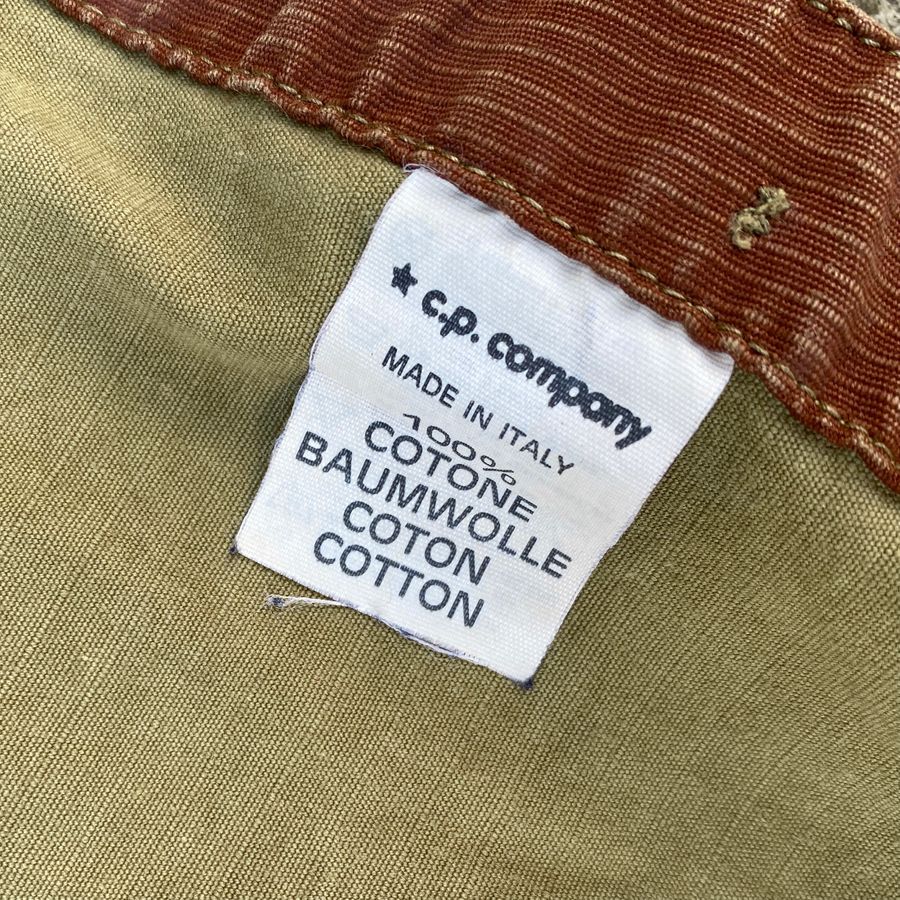 ★ c.p. company
MADE IN ITALY
100%
COTONE
BAUMWOLLE
COTON
COTTON